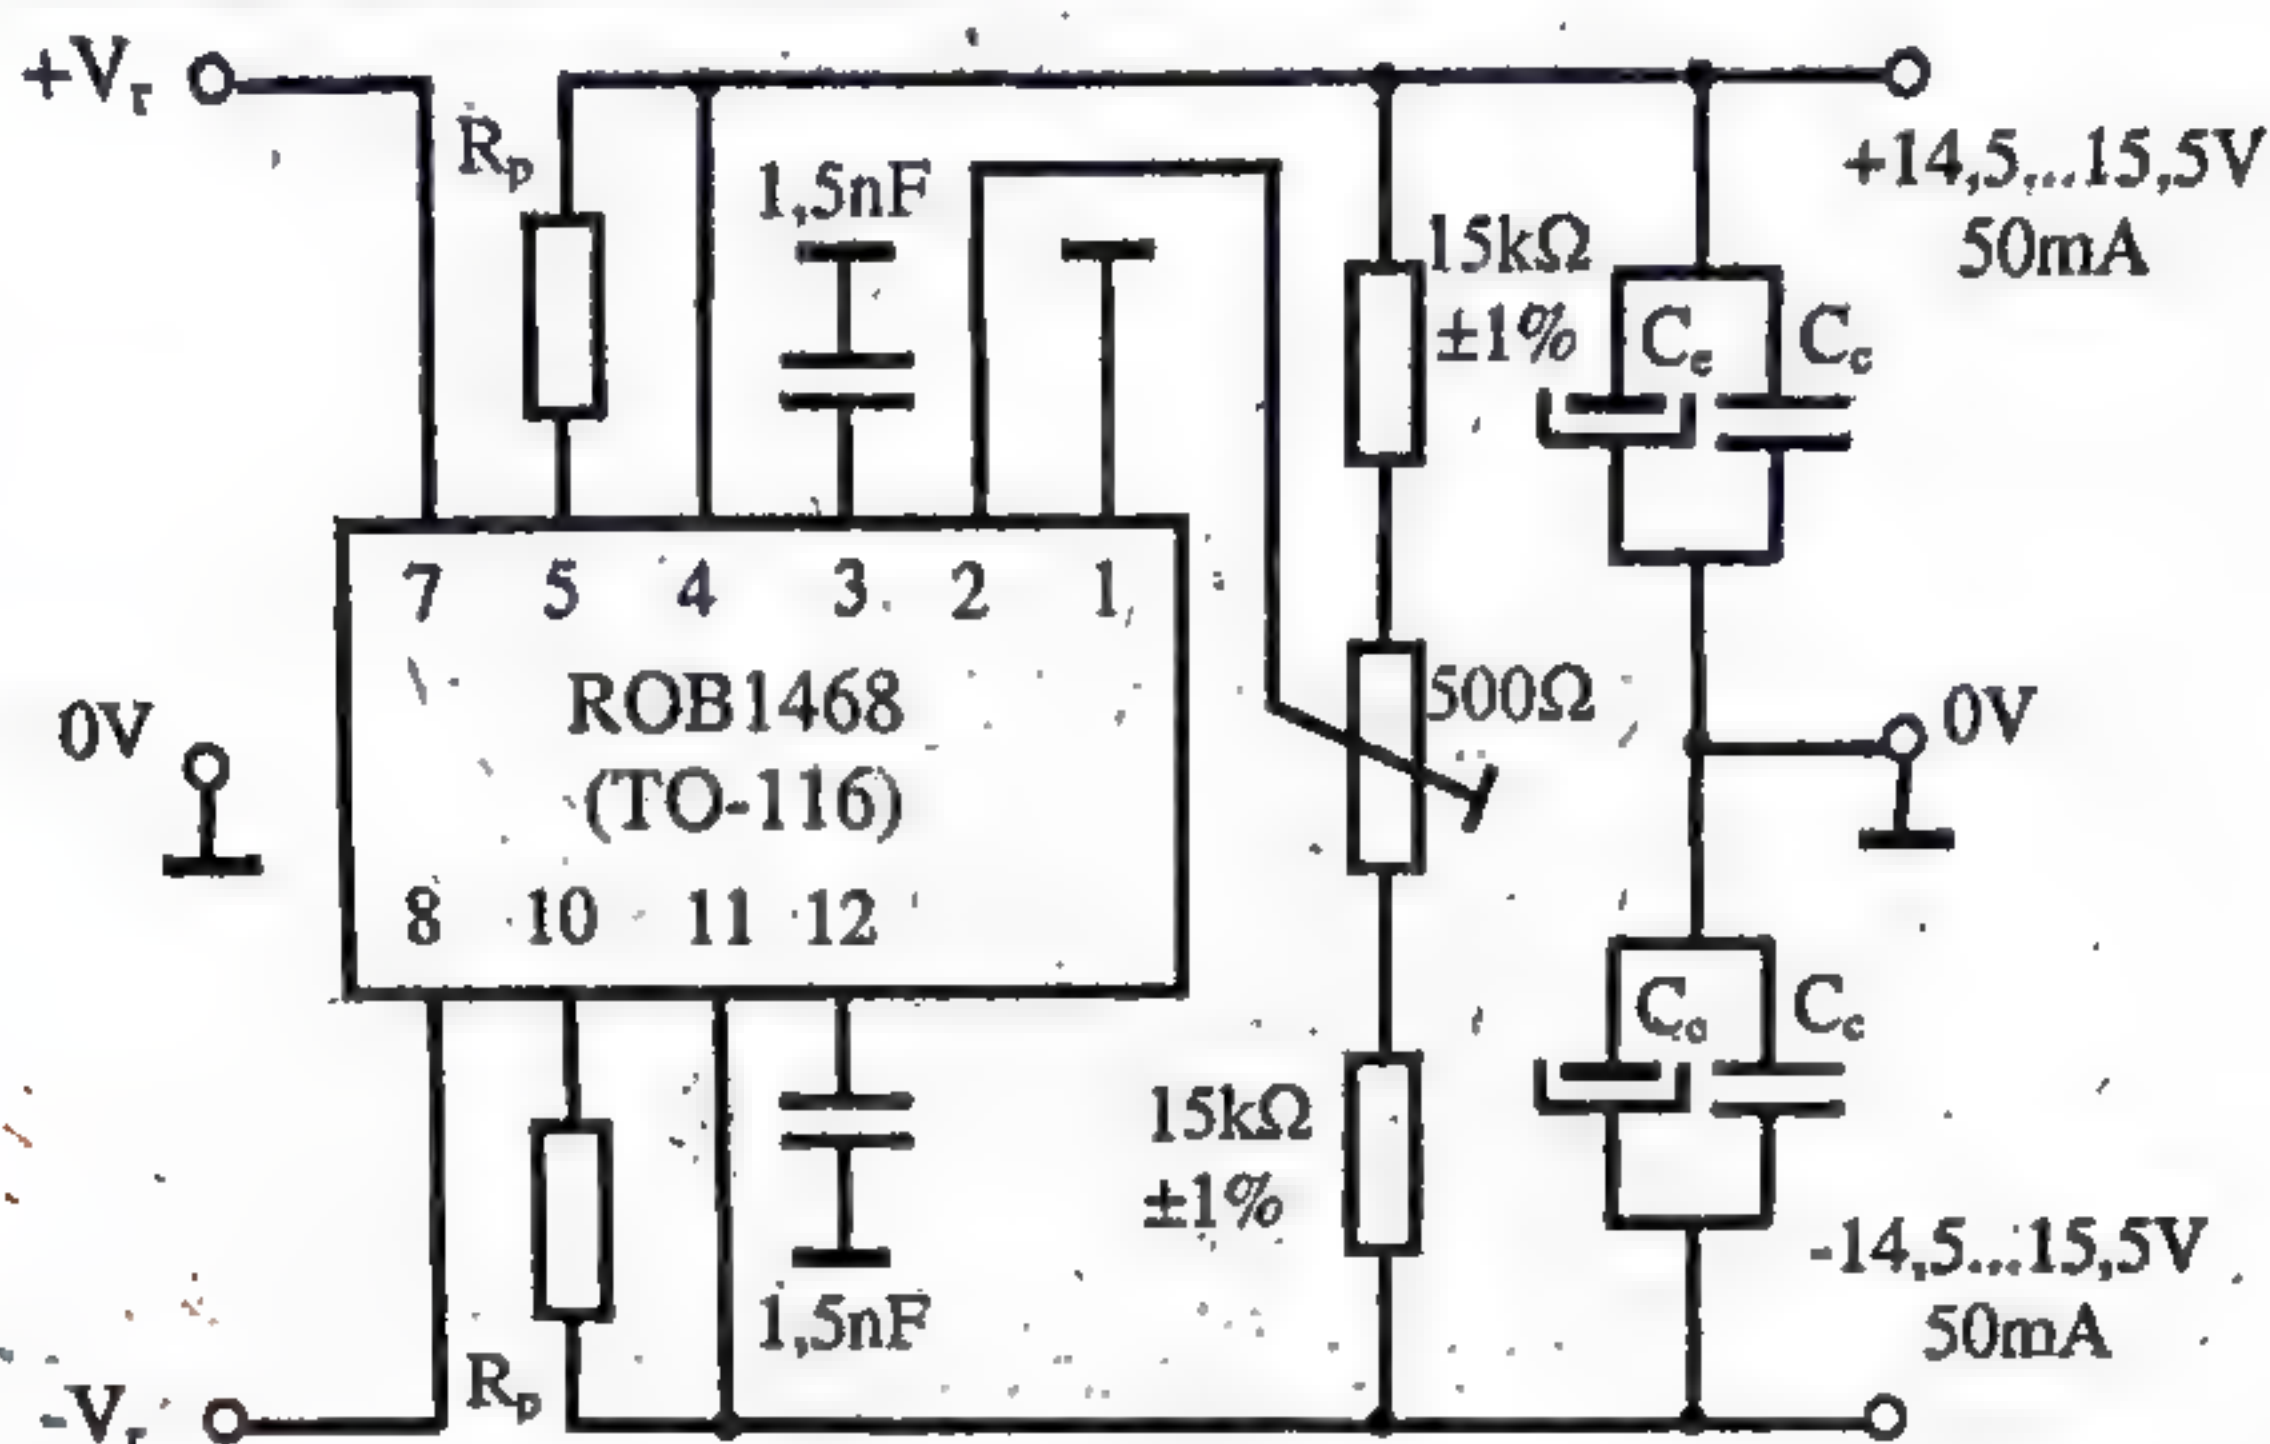 +Vr
Rp
1,5nF
+14,5...15,5V
50mA
15kΩ
±1%
Ce
Cc
7 5 4 3 2 1
ROB1468
(TO-116)
500Ω
0V
0V
8 10 11 12
Ce
Cc
15kΩ
±1%
1,5nF
-14,5...15,5V
50mA
Rp
-Vr